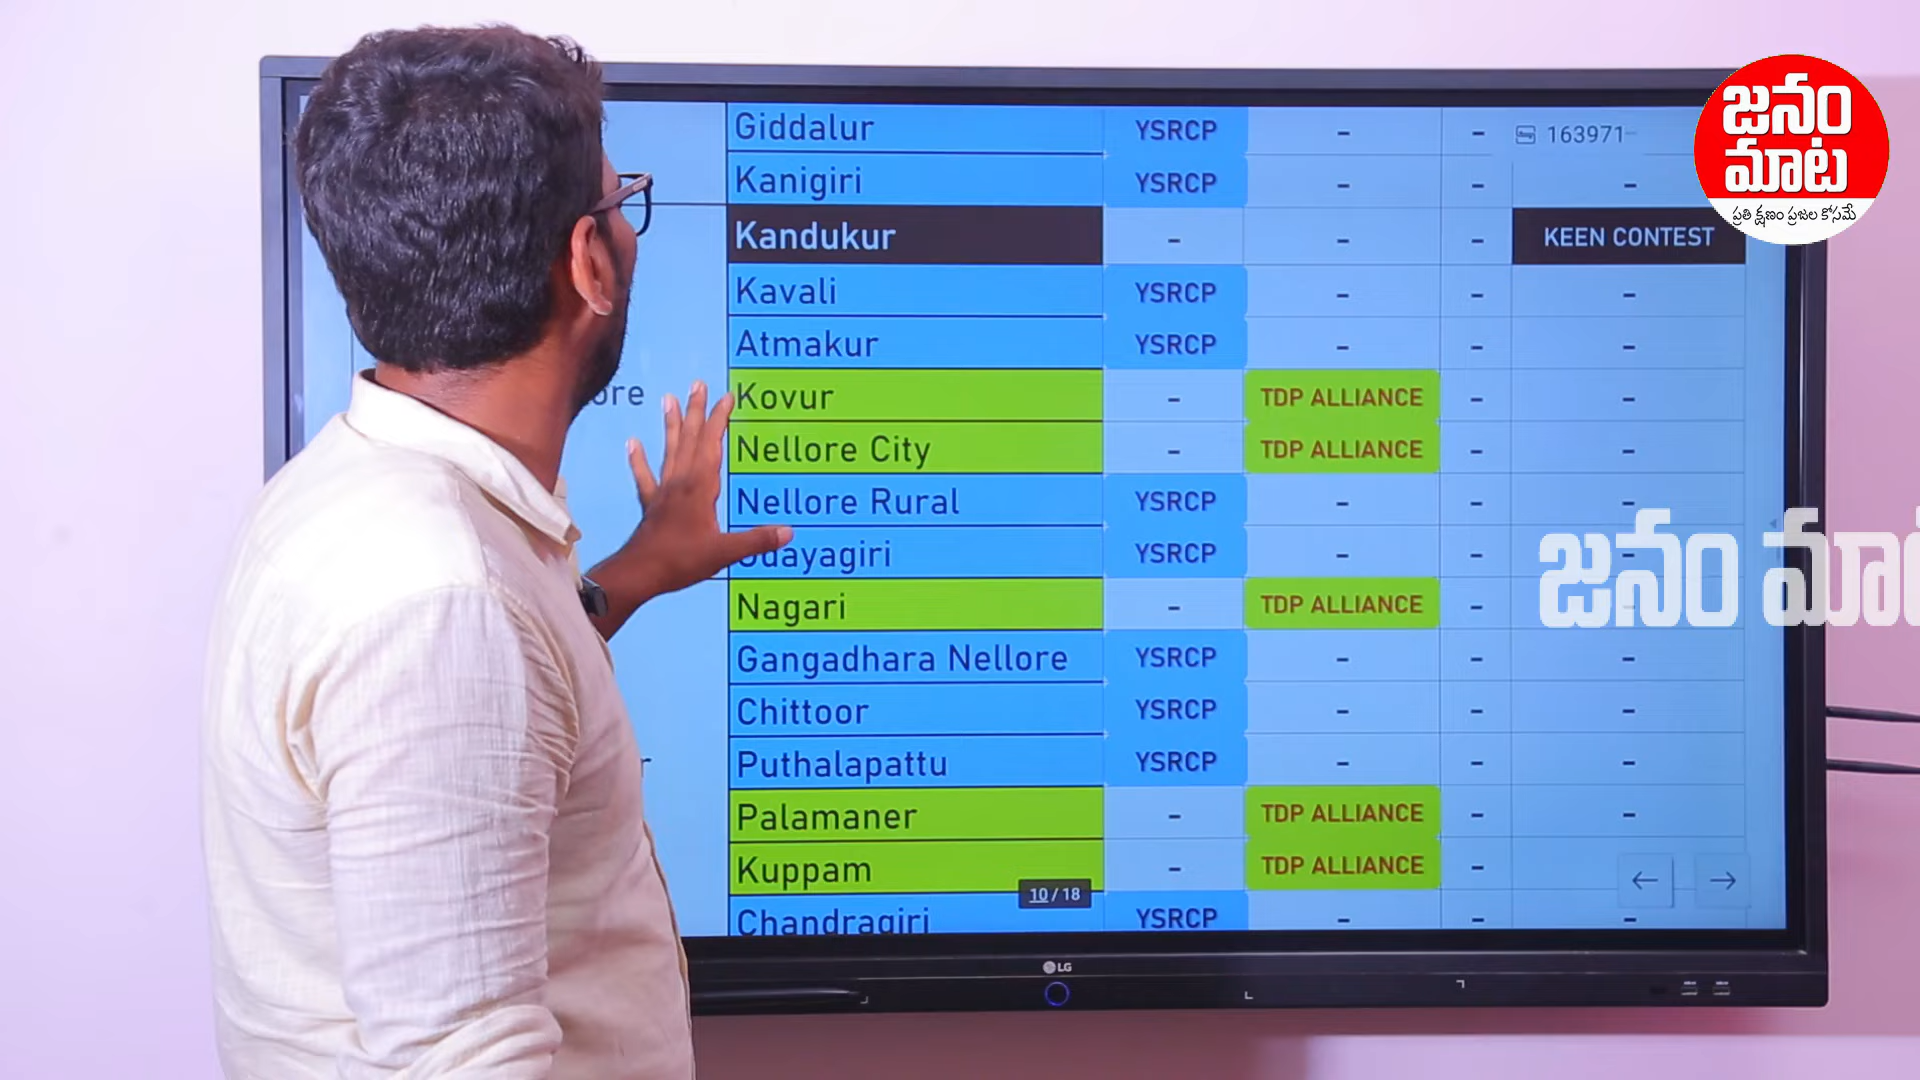 Giddalur YSRCP - - 163971
Kanigiri YSRCP - - -
Kandukur - - - KEEN CONTEST
Kavali YSRCP - - -
Atmakur YSRCP - - -
Kovur - TDP ALLIANCE - -
Nellore City - TDP ALLIANCE - -
Nellore Rural YSRCP - - -
Udayagiri YSRCP - - -
Nagari - TDP ALLIANCE - -
Gangadhara Nellore YSRCP - - -
Chittoor YSRCP - - -
Puthalapattu YSRCP - - -
Palamaner - TDP ALLIANCE - -
Kuppam - TDP ALLIANCE -
10 / 18
Chandragiri YSRCP - - -
LG
జనం
మాట
ప్రతి క్షణం ప్రజల కోసమే
జనం